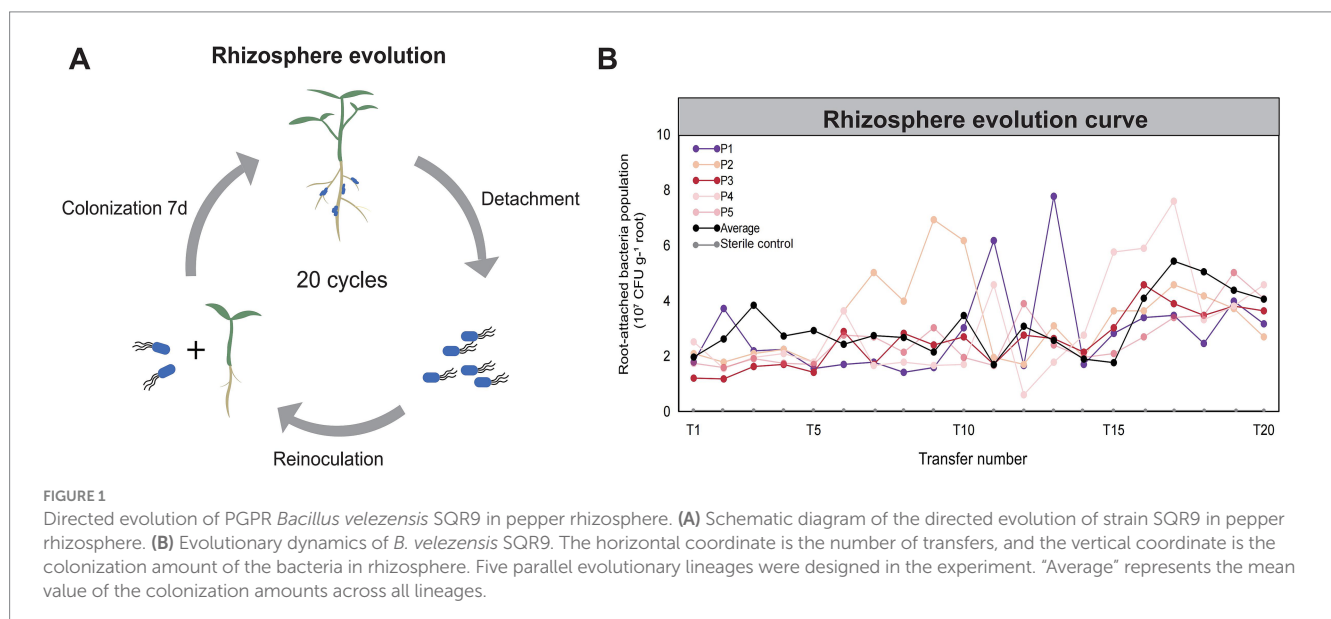 A
Rhizosphere evolution
Colonization 7d
Detachment
20 cycles
+
Reinoculation
B
Rhizosphere evolution curve
Root-attached bacteria population
(10⁷ CFU g⁻¹ root)
10
8
6
4
2
0
P1
P2
P3
P4
P5
Average
Sterile control
T1
T5
T10
T15
T20
Transfer number
FIGURE 1
Directed evolution of PGPR Bacillus velezensis SQR9 in pepper rhizosphere. (A) Schematic diagram of the directed evolution of strain SQR9 in pepper
rhizosphere. (B) Evolutionary dynamics of B. velezensis SQR9. The horizontal coordinate is the number of transfers, and the vertical coordinate is the
colonization amount of the bacteria in rhizosphere. Five parallel evolutionary lineages were designed in the experiment. “Average” represents the mean
value of the colonization amounts across all lineages.